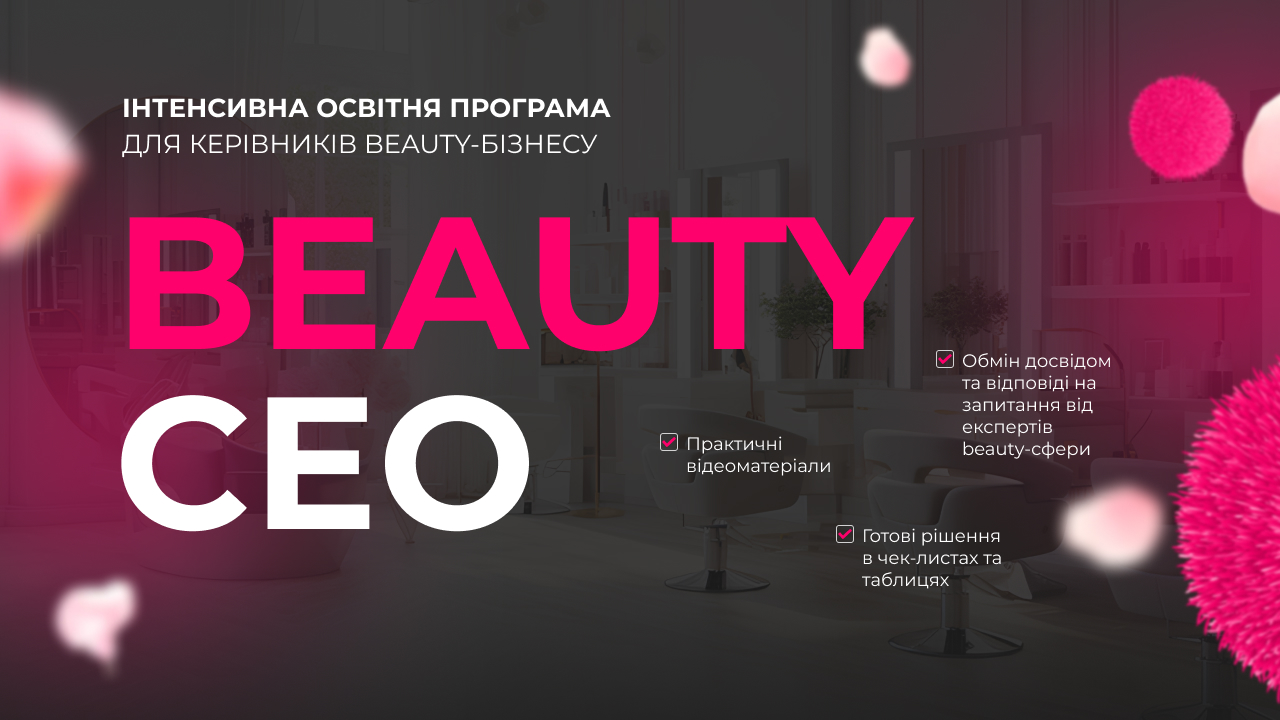 ІНТЕНСИВНА ОСВІТНЯ ПРОГРАМА
ДЛЯ КЕРІВНИКІВ BEAUTY-БІЗНЕСУ
BEAUTY
CEO
Практичні
відеоматеріали
Обмін досвідом
та відповіді на
запитання від
експертів
beauty-сфери
Готові рішення
в чек-листах та
таблицях